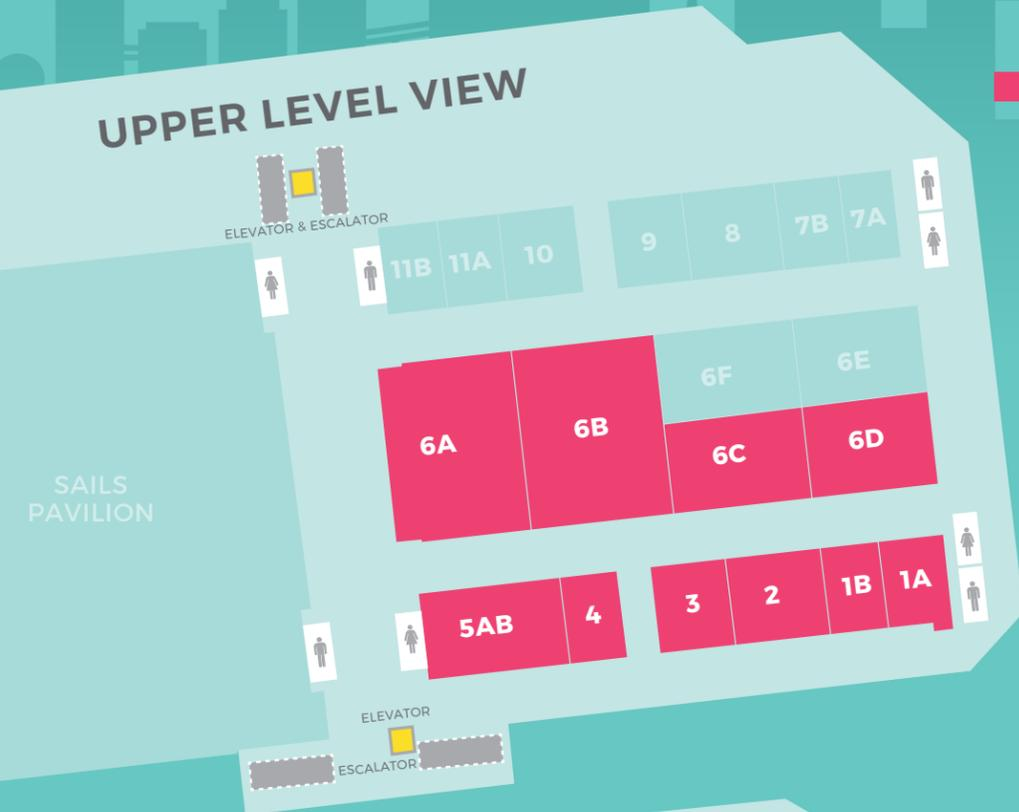 UPPER LEVEL VIEW
ELEVATOR & ESCALATOR
11B
11A
10
9
8
7B
7A
6A
6B
6F
6E
6C
6D
SAILS
PAVILION
5AB
4
3
2
1B
1A
ELEVATOR
ESCALATOR